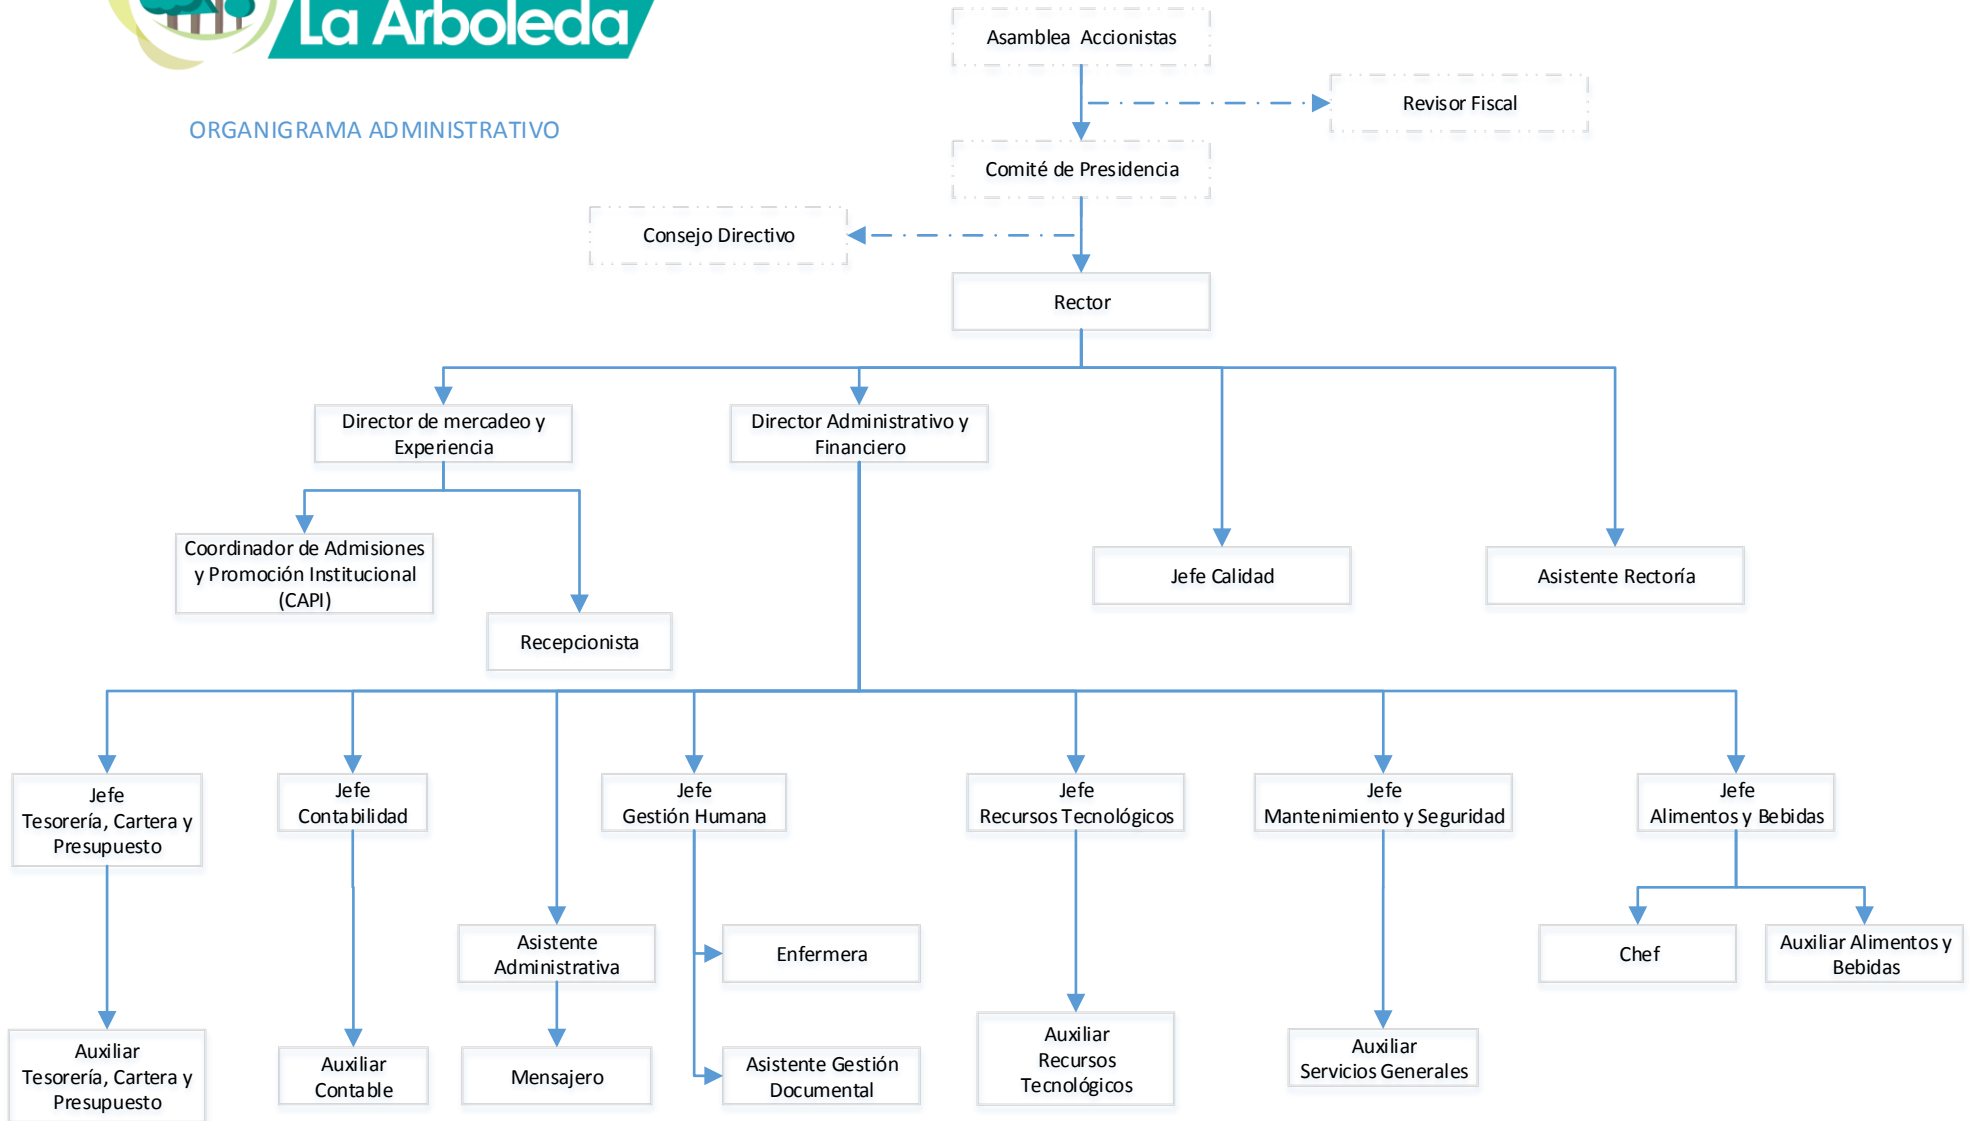 La Arboleda
ORGANIGRAMA ADMINISTRATIVO
Asamblea Accionistas
Revisor Fiscal
Comité de Presidencia
Consejo Directivo
Rector
Director de mercadeo y
Experiencia
Director Administrativo y
Financiero
Coordinador de Admisiones
y Promoción Institucional
(CAPI)
Recepcionista
Jefe Calidad
Asistente Rectoría
Jefe
Tesorería, Cartera y
Presupuesto
Jefe
Contabilidad
Jefe
Gestión Humana
Jefe
Recursos Tecnológicos
Jefe
Mantenimiento y Seguridad
Jefe
Alimentos y Bebidas
Asistente
Administrativa
Enfermera
Chef
Auxiliar Alimentos y
Bebidas
Auxiliar
Tesorería, Cartera y
Presupuesto
Auxiliar
Contable
Mensajero
Asistente Gestión
Documental
Auxiliar
Recursos
Tecnológicos
Auxiliar
Servicios Generales